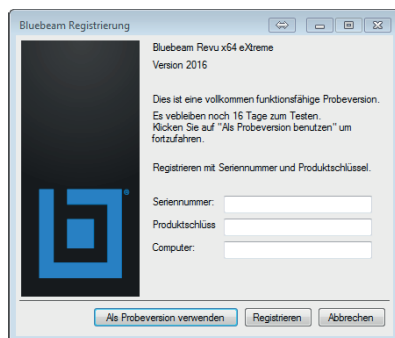 Bluebeam Registrierung
Bluebeam Revu x64 eXtreme
Version 2016
Dies ist eine vollkommen funktionsfähige Probeversion.
Es vebleiben noch 16 Tage zum Testen.
Klicken Sie auf "Als Probeversion benutzen" um
fortzufahren.
Registrieren mit Seriennummer und Produktschlüssel.
Seriennummer:
Produktschlüss
Computer:
Als Probeversion verwenden
Registrieren
Abbrechen